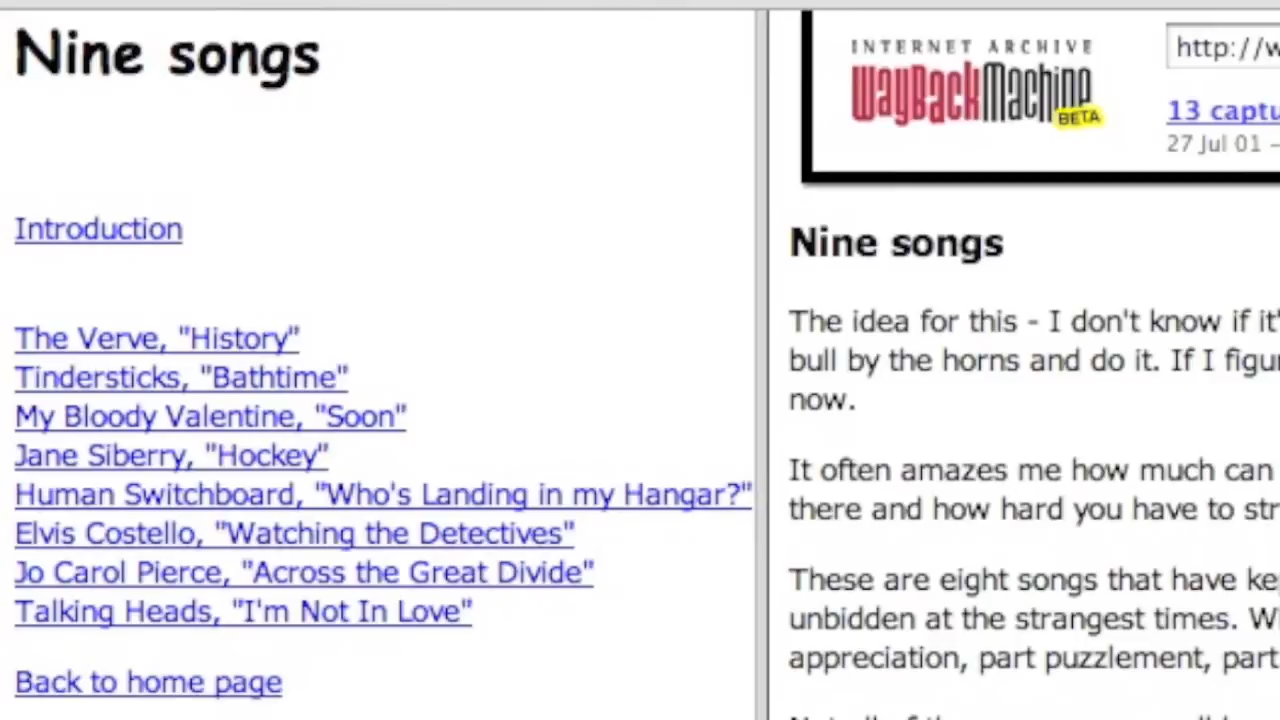 Nine songs
Introduction
The Verve, "History"
Tindersticks, "Bathtime"
My Bloody Valentine, "Soon"
Jane Siberry, "Hockey"
Human Switchboard, "Who's Landing in my Hangar?"
Elvis Costello, "Watching the Detectives"
Jo Carol Pierce, "Across the Great Divide"
Talking Heads, "I'm Not In Love"
Back to home page
INTERNET ARCHIVE
WayBackMachine
BETA
http://w
13 captu
27 Jul 01 –
Nine songs
The idea for this - I don't know if it'
bull by the horns and do it. If I figu
now.
It often amazes me how much can
there and how hard you have to str
These are eight songs that have ke
unbidden at the strangest times. W
appreciation, part puzzlement, part